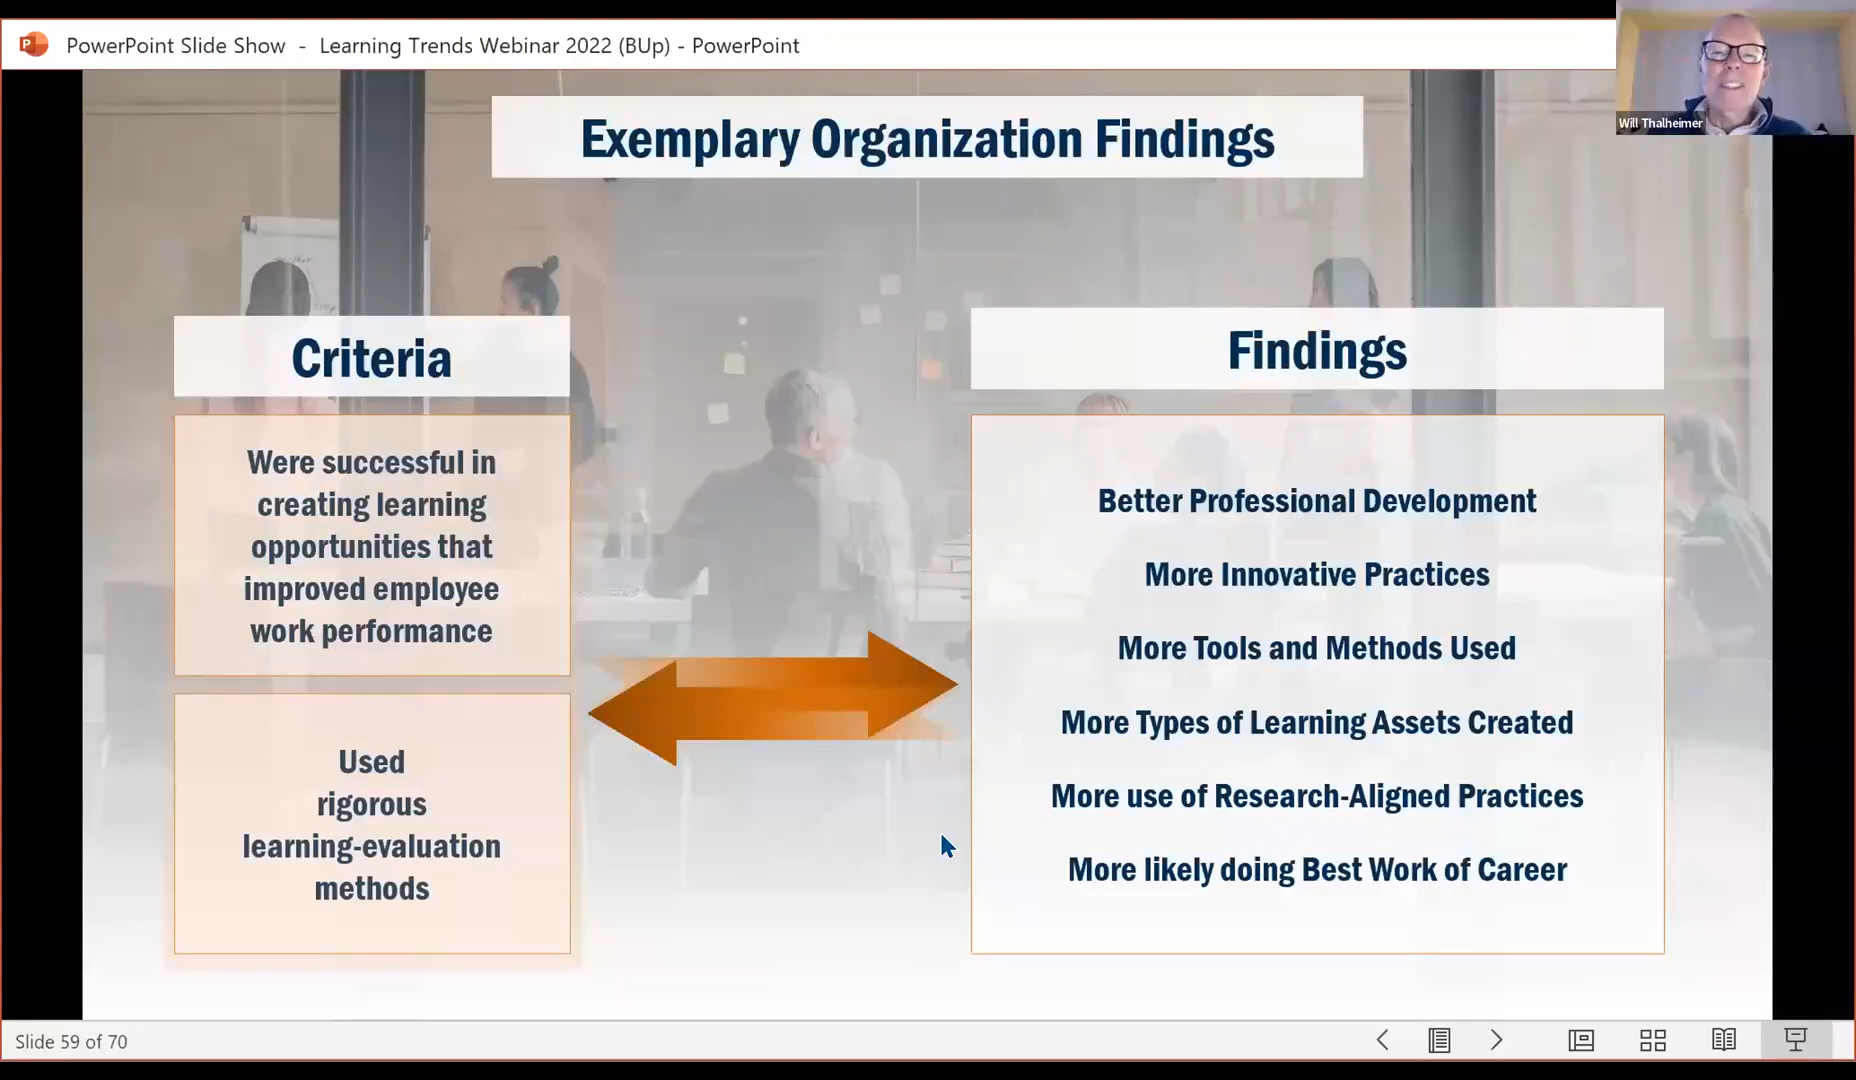 PowerPoint Slide Show - Learning Trends Webinar 2022 (BUp) - PowerPoint
Will Thalheimer
Exemplary Organization Findings
Criteria
Were successful in
creating learning
opportunities that
improved employee
work performance
Used
rigorous
learning-evaluation
methods
Findings
Better Professional Development
More Innovative Practices
More Tools and Methods Used
More Types of Learning Assets Created
More use of Research-Aligned Practices
More likely doing Best Work of Career
Slide 59 of 70